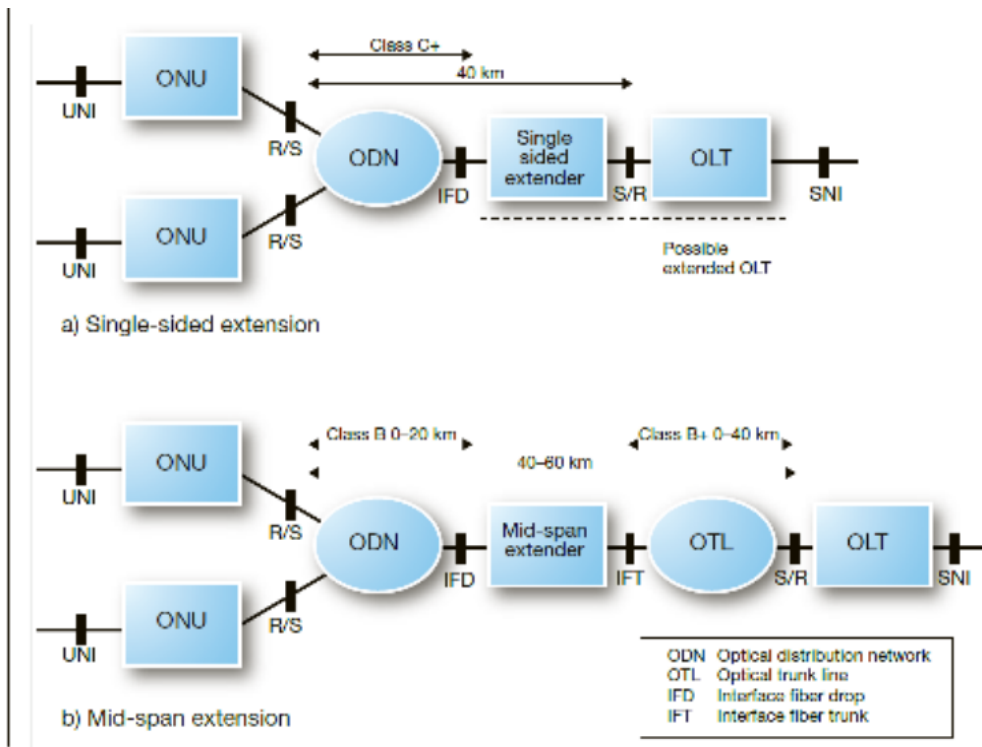 Class C+
40 km
ONU
UNI
R/S
ODN
IFD
Single
sided
extender
S/R
OLT
SNI
ONU
UNI
R/S
Possible
extended OLT
a) Single-sided extension
Class B 0–20 km
Class B+ 0–40 km
40–60 km
ONU
UNI
R/S
ODN
IFD
Mid-span
extender
IFT
OTL
S/R
OLT
SNI
ONU
UNI
R/S
ODN Optical distribution network
OTL Optical trunk line
IFD Interface fiber drop
IFT Interface fiber trunk
b) Mid-span extension